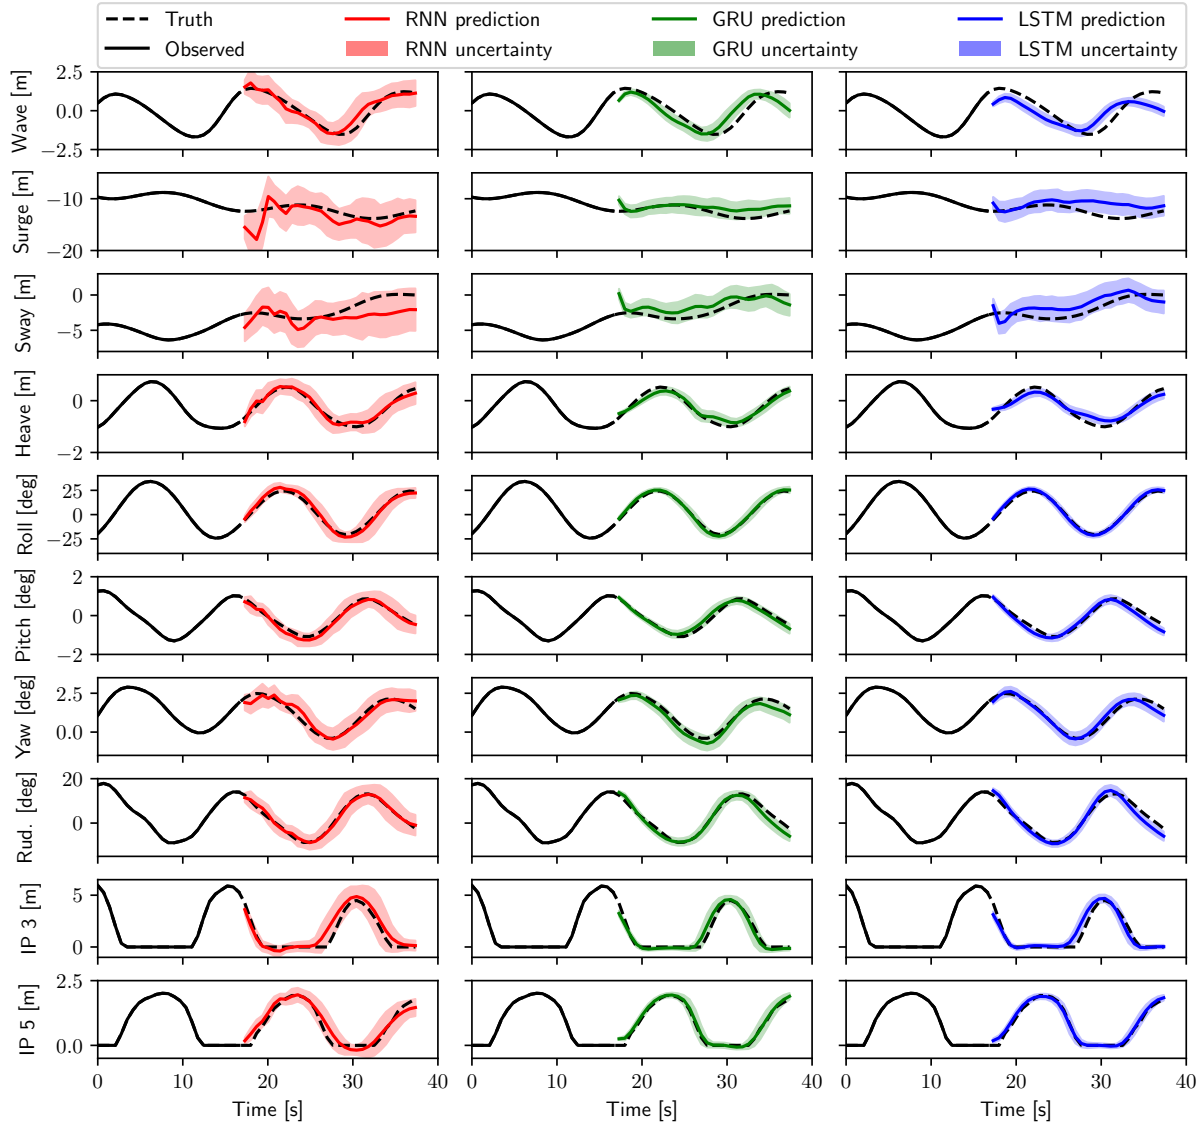 Truth RNN prediction GRU prediction LSTM prediction
Observed RNN uncertainty GRU uncertainty LSTM uncertainty
Wave [m]
2.5
0.0
−2.5
Surge [m]
−10
−20
Sway [m]
0
−5
Heave [m]
0
−2
Roll [deg]
25
0
−25
Pitch [deg]
2
0
−2
Yaw [deg]
2.5
0.0
Rud. [deg]
20
0
IP 3 [m]
5
0
IP 5 [m]
2.5
0.0
0 10 20 30 40 0 10 20 30 40 0 10 20 30 40
Time [s] Time [s] Time [s]